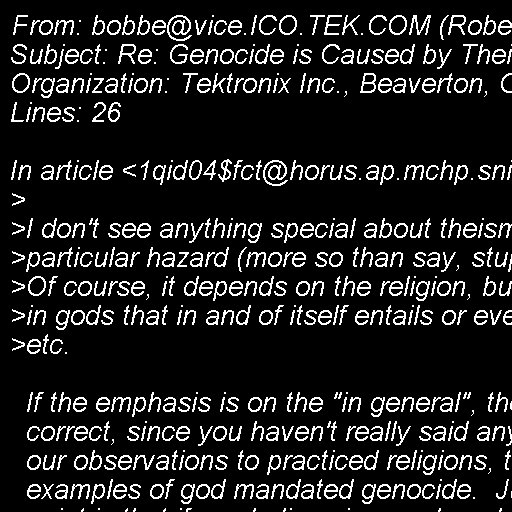 From: bobbe@vice.ICO.TEK.COM (Robe
Subject: Re: Genocide is Caused by Thei
Organization: Tektronix Inc., Beaverton, O
Lines: 26

In article <1qid04$fct@horus.ap.mchp.sni
>
>I don't see anything special about theism
>particular hazard (more so than say, stup
>Of course, it depends on the religion, bu
>in gods that in and of itself entails or eve
>etc.

If the emphasis is on the "in general", the
correct, since you haven't really said any
our observations to practiced religions, t
examples of god mandated genocide. Ju